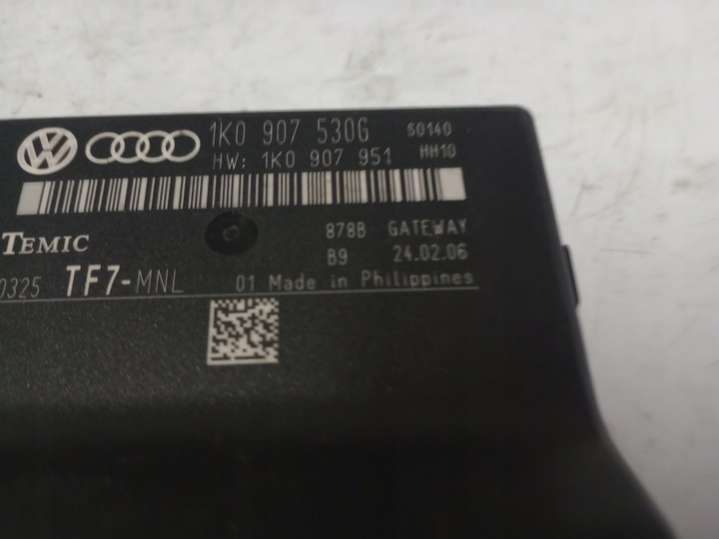 1K0 907 530G S0140
HW: 1K0 907 951 HH10
TEMIC 878B GATEWAY
B9 24.02.06
0325 TF7-MNL 01 Made in Philippines